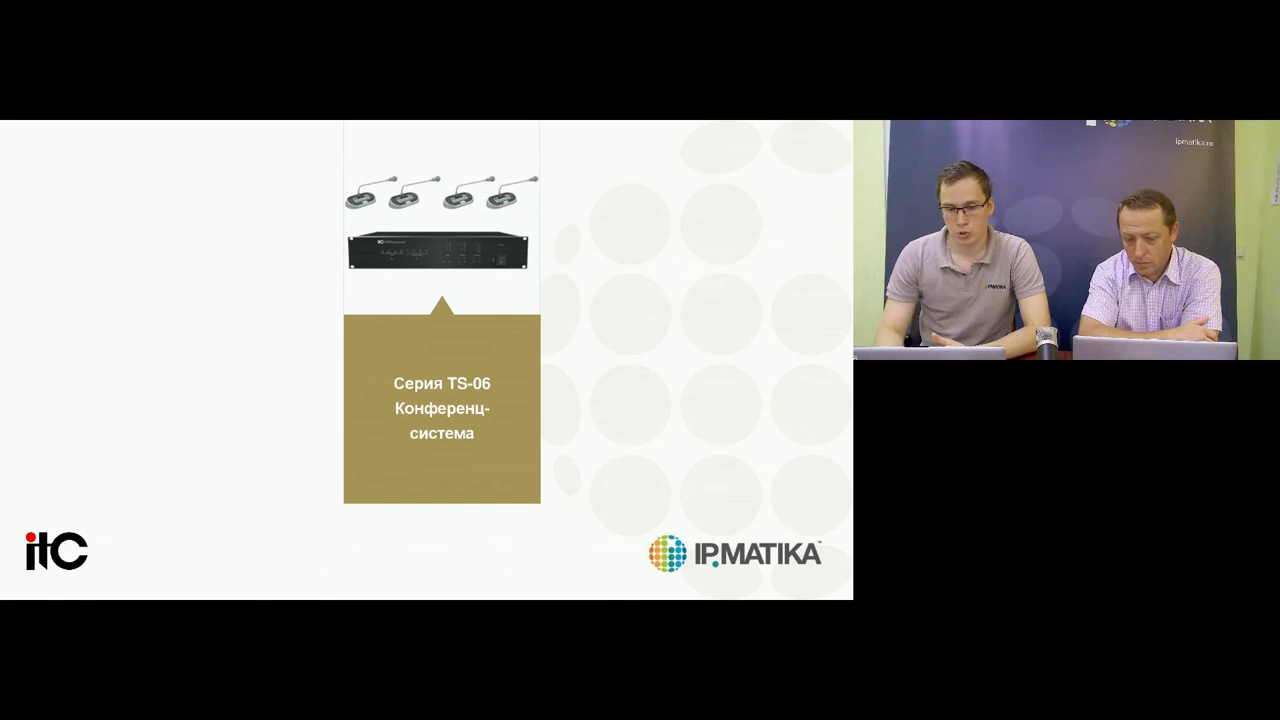 Серия TS-06
Конференц-
система
itC
IP.MATIKA
ipmatika.ru